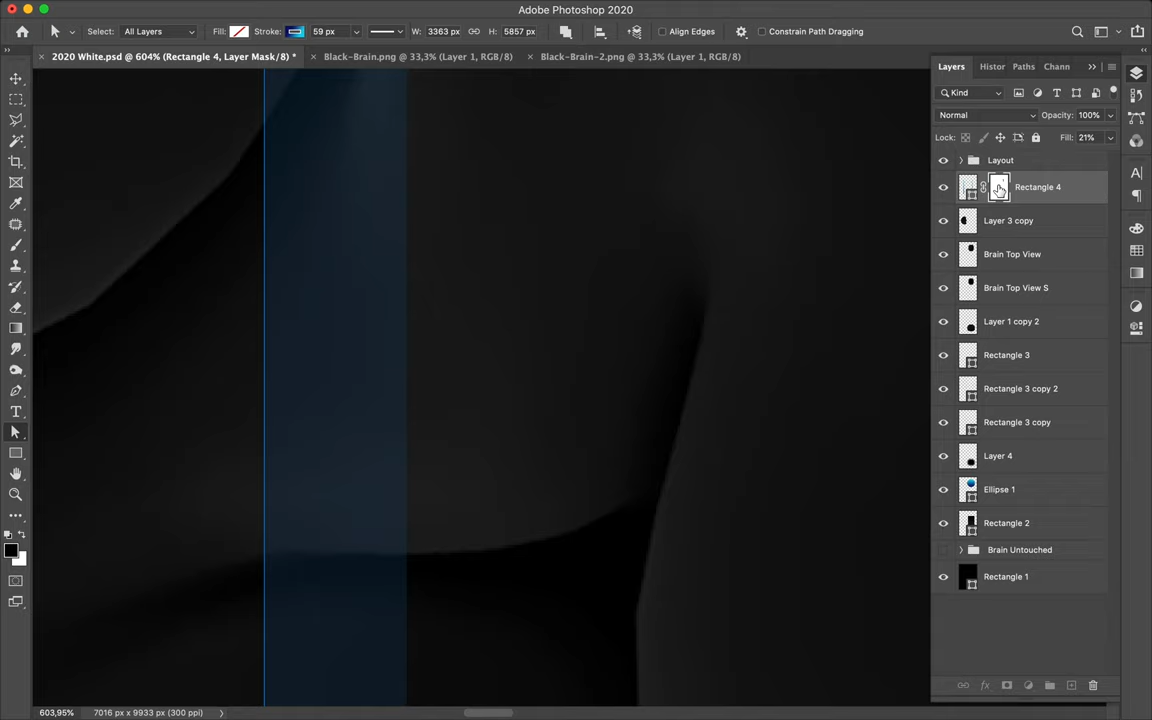 Adobe Photoshop 2020
Select: All Layers Fill: Stroke: 59 px W: 3363 px H: 5857 px Align Edges Constrain Path Dragging
2020 White.psd @ 604% (Rectangle 4, Layer Mask/8) * Black-Brain.png @ 33,3% (Layer 1, RGB/8) Black-Brain-2.png @ 33,3% (Layer 1, RGB/8)
Layers Histor Paths Chann
Kind
Normal Opacity: 100%
Lock: Fill: 21%
Layout
Rectangle 4
Layer 3 copy
Brain Top View
Brain Top View S
Layer 1 copy 2
Rectangle 3
Rectangle 3 copy 2
Rectangle 3 copy
Layer 4
Ellipse 1
Rectangle 2
Brain Untouched
Rectangle 1
603,95% 7016 px x 9933 px (300 ppi)